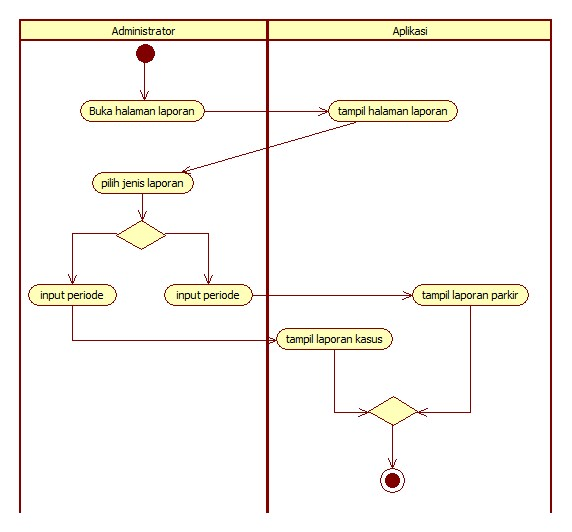 Administrator
Aplikasi
Buka halaman laporan
tampil halaman laporan
pilih jenis laporan
input periode
input periode
tampil laporan parkir
tampil laporan kasus